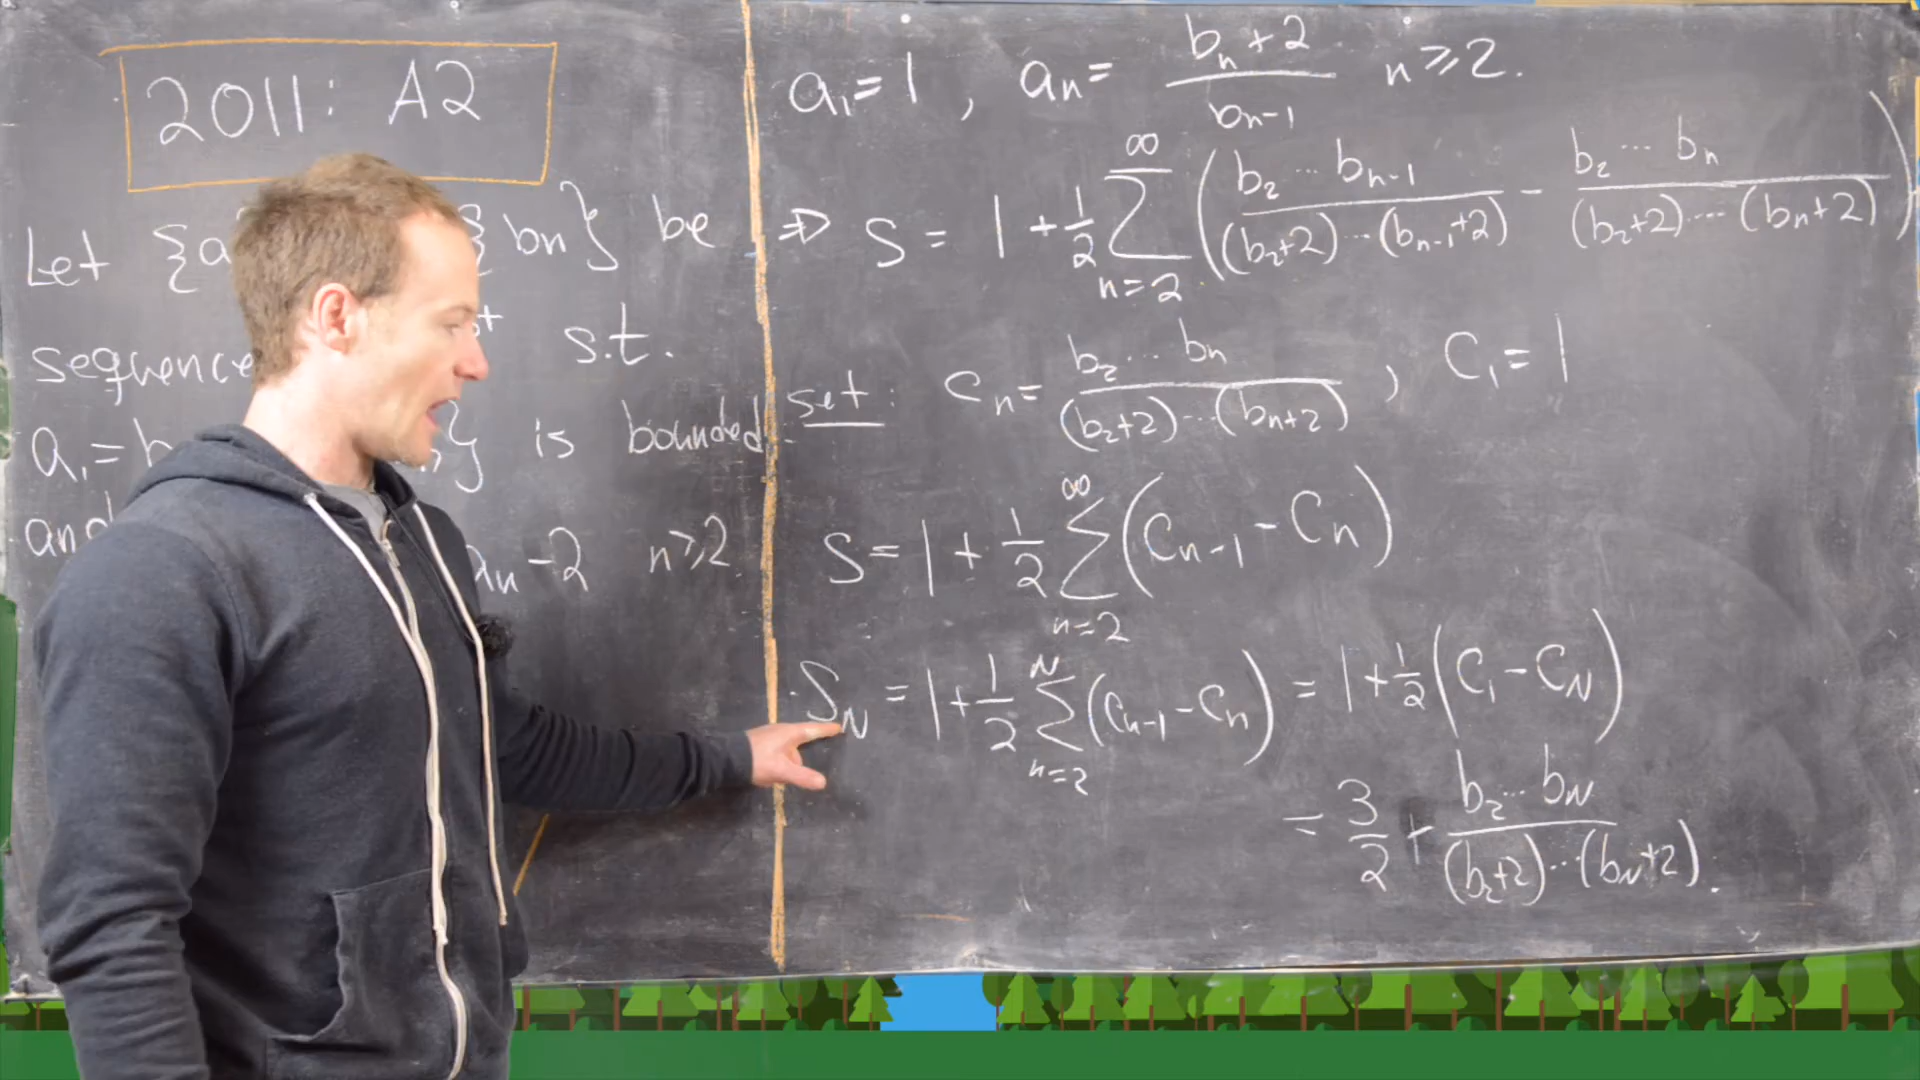 2011: A2
Let {a {bn} be
sequence + s.t.
a₁= {} is bounded
and an-2 n≥2.
a₁=1, an= (bn+2)/(bn-1) n≥2.
⇒ S = 1 + 1/2 ∑_{n=2}^{∞} ( (b₂ ⋯ bn-1)/((b₂+2)⋯(bn-1+2)) - (b₂ ⋯ bn)/((b₂+2)⋯(bn+2)) )
set: Cn= (b₂ ⋯ bn)/((b₂+2)⋯(bn+2)), C₁=1
S=1+ 1/2 ∑_{n=2}^{∞} (Cn-1 - Cn)
S_N = 1+ 1/2 ∑_{n=2}^{N} (Cn-1 - Cn) = 1+ 1/2 (C₁ - C_N)
= 3/2 + (b₂⋯b_N)/((b₂+2)⋯(b_N+2)).